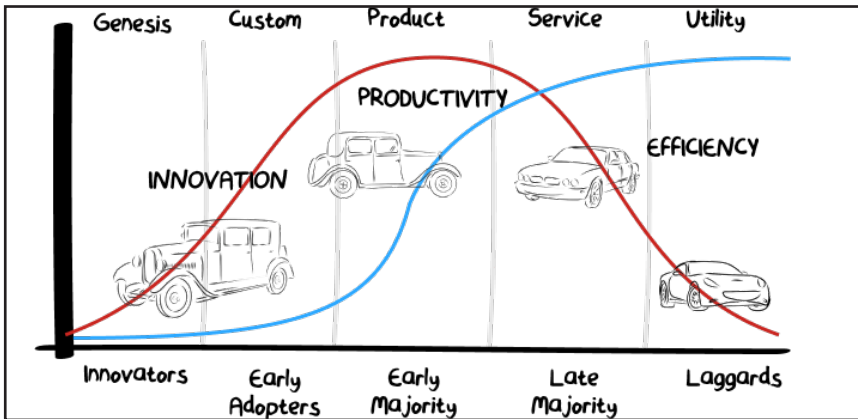 Genesis
Custom
Product
Service
Utility
PRODUCTIVITY
EFFICIENCY
INNOVATION
Innovators
Early
Adopters
Early
Majority
Late
Majority
Laggards